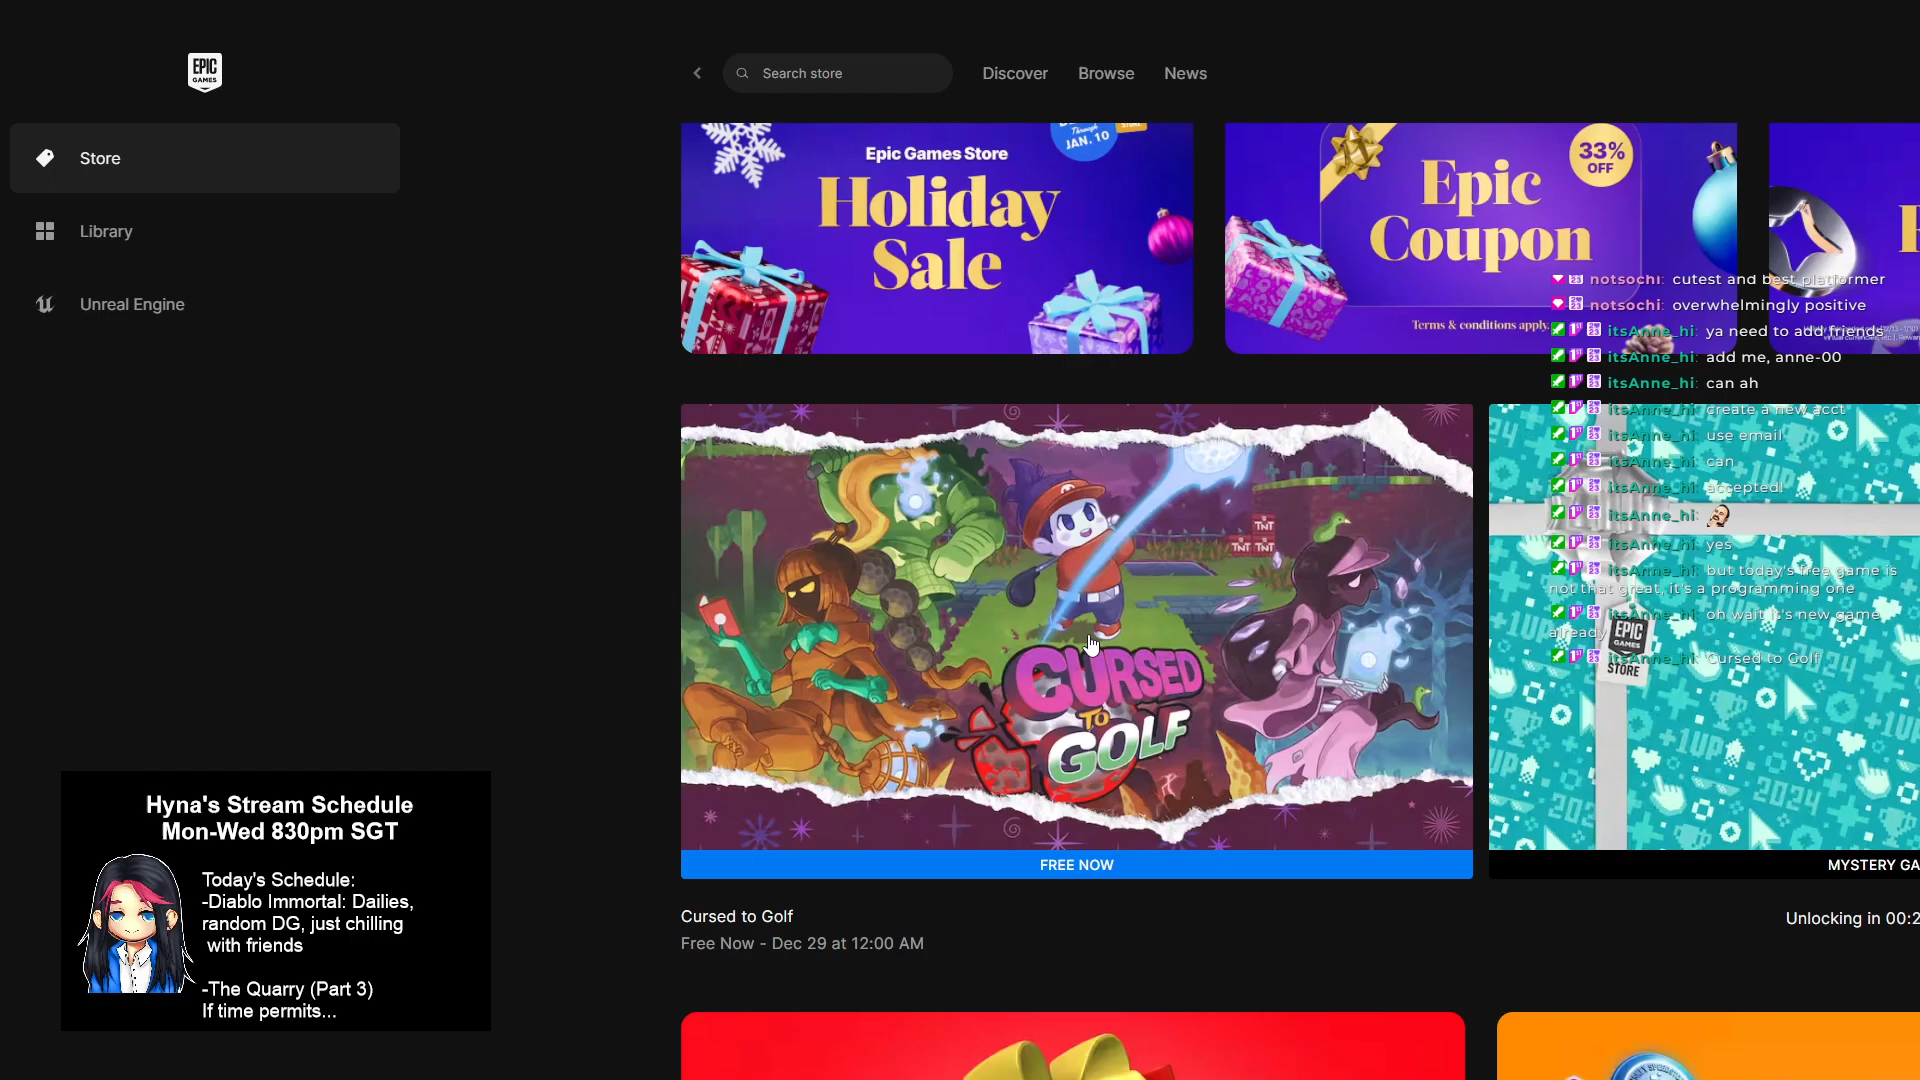 EPIC
GAMES
Search store
Discover
Browse
News
Store
Library
Unreal Engine
Through
JAN. 10
Epic Games Store
Holiday
Sale
33%
OFF
Epic
Coupon
Terms & conditions apply.
notsochi: cutest and best platformer
notsochi: overwhelmingly positive
itsAnne_hi: ya need to add friends
itsAnne_hi: add me, anne-00
itsAnne_hi: can ah
itsAnne_hi: create a new acct
itsAnne_hi: use email
itsAnne_hi: can
itsAnne_hi: accepted!
itsAnne_hi:
itsAnne_hi: yes
itsAnne_hi: but today's free game is
not that great, it's a programming one
itsAnne_hi: oh wait it's new game
already
itsAnne_hi: Cursed to Golf
TNT
TNT TNT
CURSED
TO
GOLF
EPIC
GAMES
STORE
+1UP
2024
FREE NOW
MYSTERY GA
Cursed to Golf
Free Now - Dec 29 at 12:00 AM
Unlocking in 00:2
Hyna's Stream Schedule
Mon-Wed 830pm SGT
Today's Schedule:
-Diablo Immortal: Dailies,
random DG, just chilling
with friends
-The Quarry (Part 3)
If time permits...